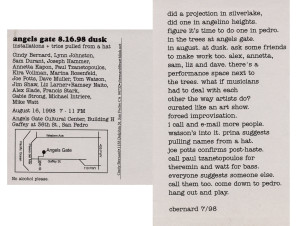 angels gate 8.16.98 dusk
installations + trios pulled from a hat
Cindy Bernard, Lynn Johnston,
Sam Durant, Joseph Hammer,
Annetta Kapon, Paul Tzanetopoulos,
Kira Vollman, Marina Rosenfeld,
Joe Potts, Dave Muller, Tom Watson,
Jim Shaw, Liz Larner+Ramsey Naito,
Alex Slade, Francis Stark,
Gable Strong, Michael Intriere,
Mike Watt
August 16, 1998 7 - 11 PM
Angels Gate Cultural Center, Building H
Gaffey at 36th St., San Pedro
Angels Gate
Gaffey St
No alcohol please
did a projection in silverlake,
did one in angelino heights.
figure it's time to do one in pedro.
in the trees at angels gate.
in august. at dusk. ask some friends
to make work too. alex, annetta,
sam, liz and dave. there's a
performance space next to
the trees. what if musicians
had to deal with each
other the way artists do?
curated like an art show.
forced improvisation.
i call and e-mail more people.
watson's into it. prina suggests
pulling names from a hat.
joe potts confirms post-haste.
call paul tzanetopoulos for
theremin and watt for bass.
everyone suggests someone else.
call them too. come down to pedro.
hang out and play.
cbernard 7/98